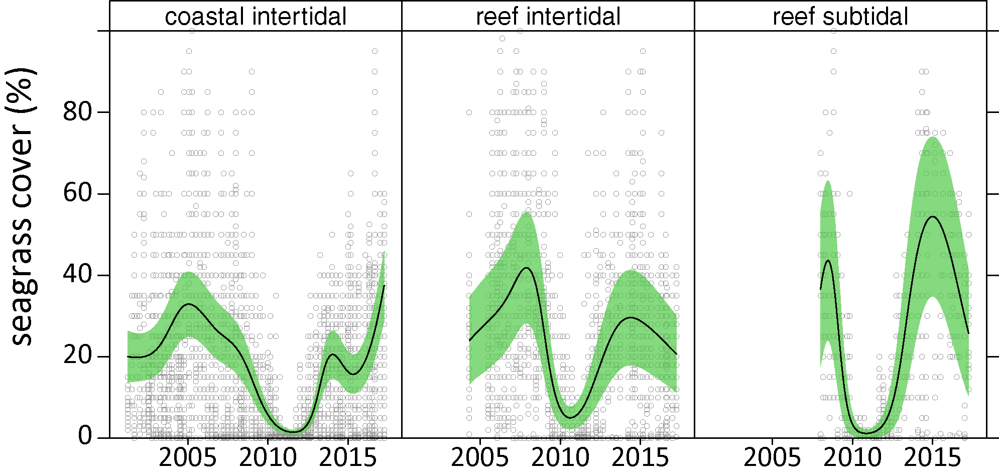 coastal intertidal
reef intertidal
reef subtidal
seagrass cover (%)
80
60
40
20
0
2005 2010 2015
2005 2010 2015
2005 2010 2015